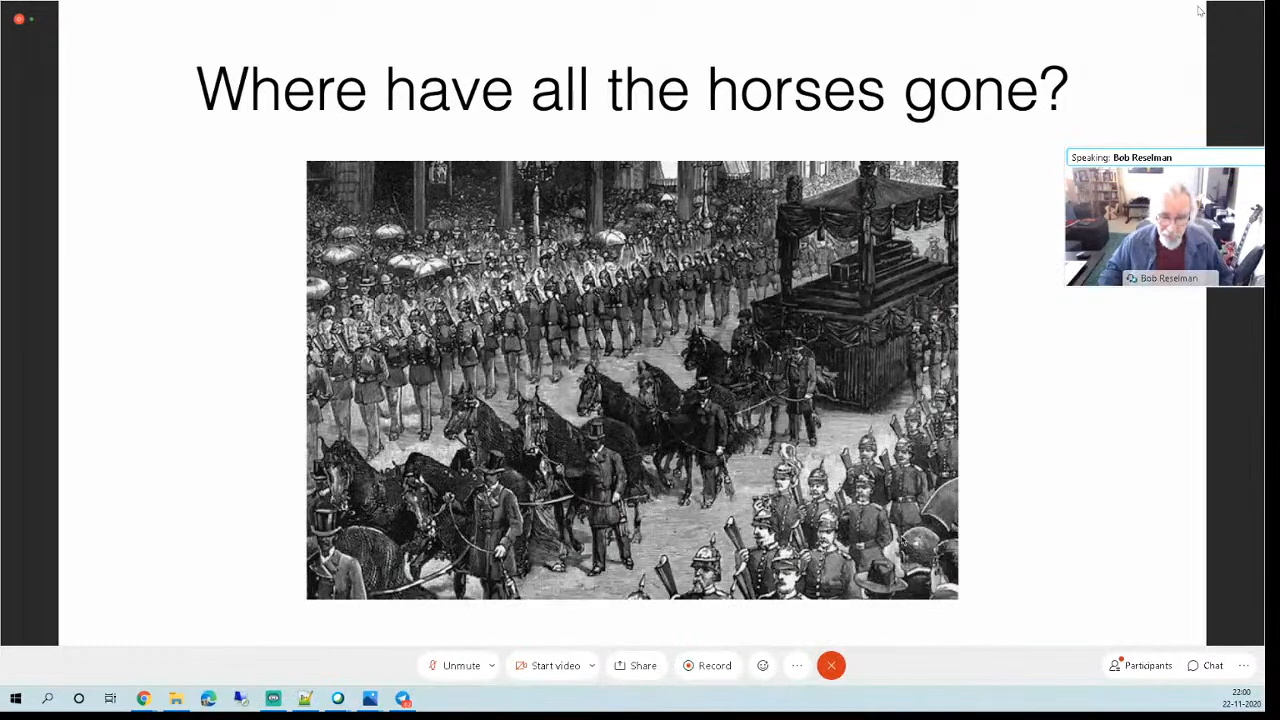 Where have all the horses gone?
Speaking: Bob Reselman
Bob Reselman
Unmute
Start video
Share
Record
Participants
Chat
22:00
22-11-2020